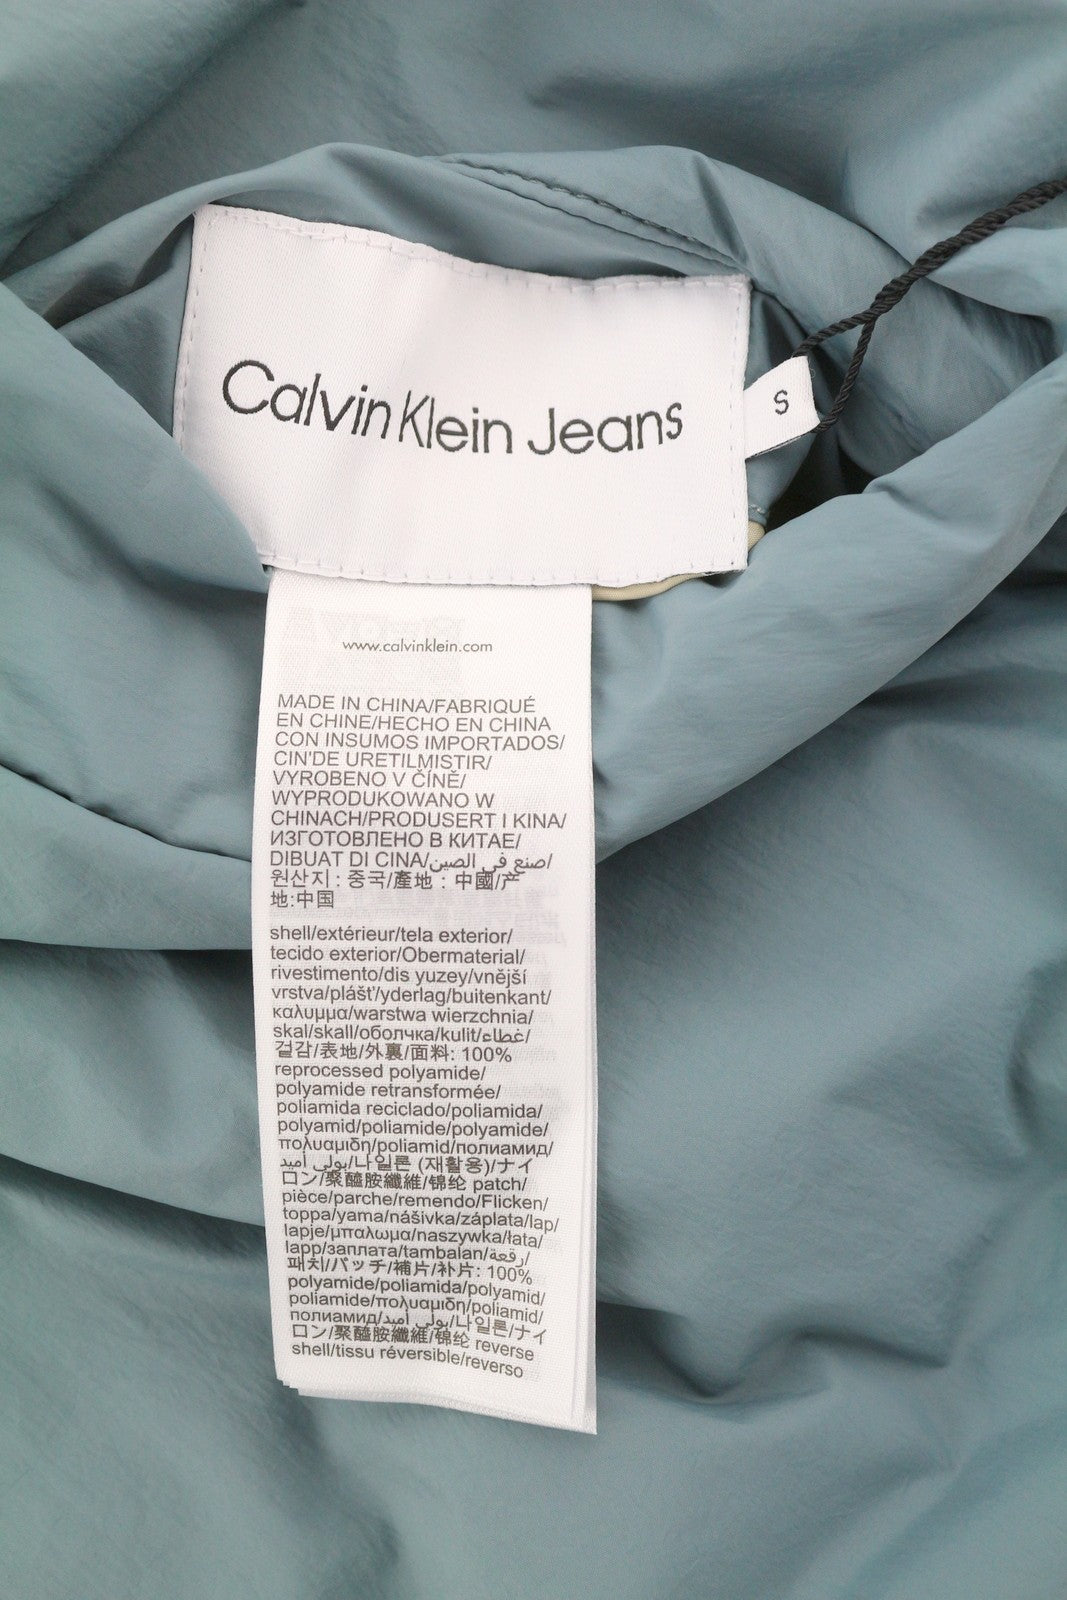 Calvin Klein Jeans
S
www.calvinklein.com
MADE IN CHINA/FABRIQUÉ
EN CHINE/HECHO EN CHINA
CON INSUMOS IMPORTADOS/
CIN'DE URETILMISTIR/
VYROBENO V ČÍNĚ/
WYPRODUKOWANO W
CHINACH/PRODUSERT I KINA/
ИЗГОТОВЛЕНО В КИТАЕ/
DIBUAT DI CINA/صنع في الصين/
원산지 : 중국/產地 : 中國/产
地:中国
shell/extérieur/tela exterior/
tecido exterior/Obermaterial/
rivestimento/dis yuzey/vnější
vrstva/plášť/yderlag/buitenkant/
καλυμμα/warstwa wierzchnia/
skal/skall/оболчка/kulit/غطاء/
겉감/表地/外裏/面料: 100%
reprocessed polyamide/
polyamide retransformée/
poliamida reciclado/poliamida/
polyamid/poliamide/polyamide/
πολυαμιδη/poliamid/полиамид/
بولي أميد/나일론 (재활용)/ナイ
ロン/聚醯胺纖維/锦纶 patch/
pièce/parche/remendo/Flicken/
toppa/yama/nášivka/záplata/lap/
lapje/μπαλωμα/naszywka/łata/
lapp/заплата/tambalan/رقعة/
패치/パッチ/補片/补片: 100%
polyamide/poliamida/polyamid/
poliamide/πολυαμιδη/poliamid/
полиамид/بولي أميد/나일론/ナイ
ロン/聚醯胺纖維/锦纶 reverse
shell/tissu réversible/reverso